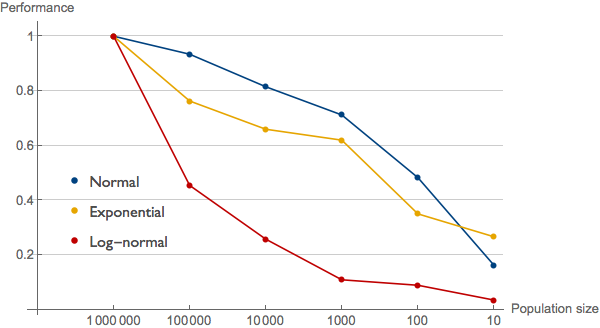 Performance
1
0.8
0.6
0.4
0.2
Normal
Exponential
Log-normal
1 000 000 100 000 10 000 1000 100 10
Population size